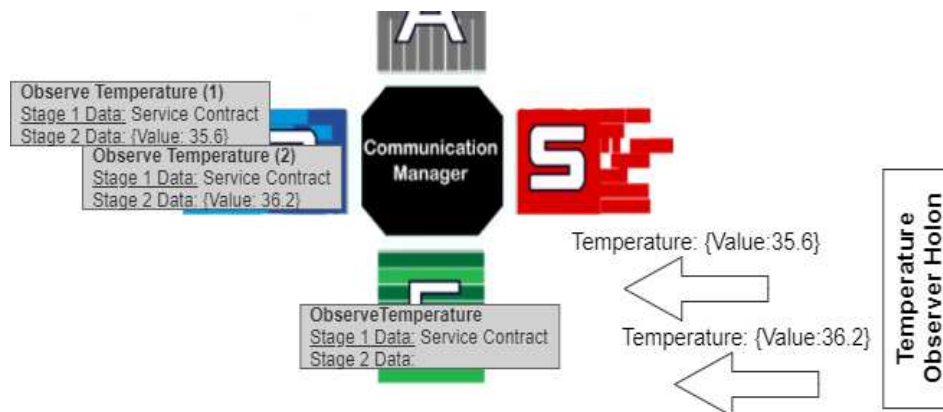 A
Observe Temperature (1)
Stage 1 Data: Service Contract
Stage 2 Data: {Value: 35.6}
Observe Temperature (2)
Stage 1 Data: Service Contract
Stage 2 Data: {Value: 36.2}
Communication
Manager
S
Temperature: {Value:35.6}
Temperature: {Value:36.2}
ObserveTemperature
Stage 1 Data: Service Contract
Stage 2 Data:
Temperature
Observer Holon